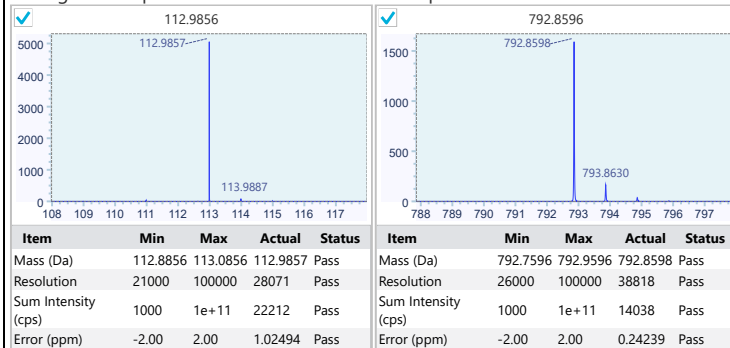 112.9856
112.9857
5000
4000
3000
2000
1000
0
113.9887
108 109 110 111 112 113 114 115 116 117
Item Min Max Actual Status
Mass (Da) 112.8856 113.0856 112.9857 Pass
Resolution 21000 100000 28071 Pass
Sum Intensity (cps) 1000 1e+11 22212 Pass
Error (ppm) -2.00 2.00 1.02494 Pass
792.8596
792.8598
1500
1000
500
0
793.8630
788 789 790 791 792 793 794 795 796 797
Item Min Max Actual Status
Mass (Da) 792.7596 792.9596 792.8598 Pass
Resolution 26000 100000 38818 Pass
Sum Intensity (cps) 1000 1e+11 14038 Pass
Error (ppm) -2.00 2.00 0.24239 Pass